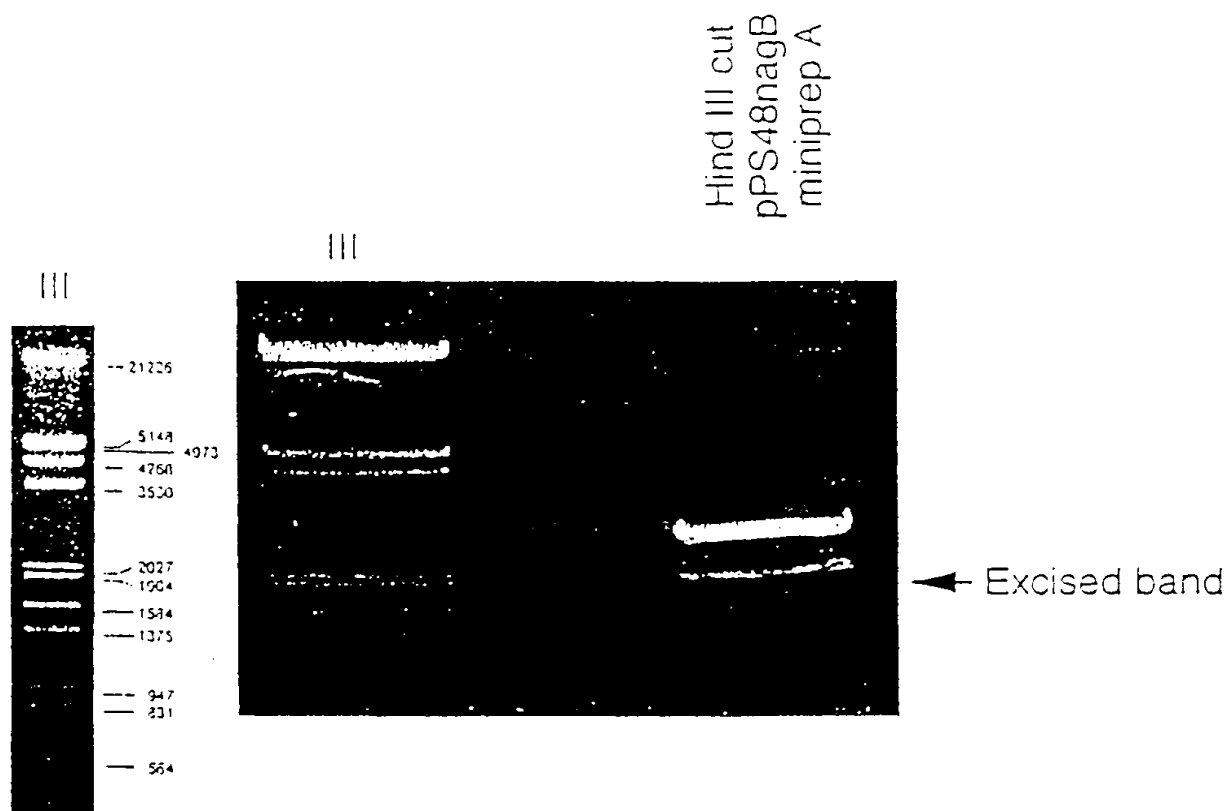 Hind III cut
pPS48nagB
miniprep A
III
III
21226
5148
4973
4268
3530
2027
1904
1584
1375
947
831
564
Excised band